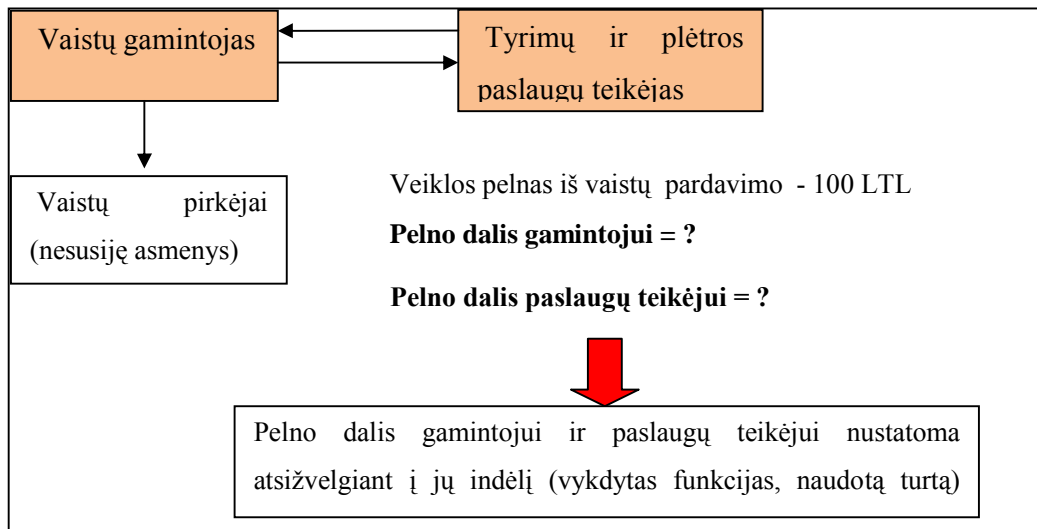 Vaistų gamintojas
Tyrimų ir plėtros
paslaugų teikėjas
Vaistų pirkėjai
(nesusiję asmenys)
Veiklos pelnas iš vaistų pardavimo - 100 LTL
Pelno dalis gamintojui = ?
Pelno dalis paslaugų teikėjui = ?
Pelno dalis gamintojui ir paslaugų teikėjui nustatoma
atsižvelgiant į jų indėlį (vykdytas funkcijas, naudotą turtą)